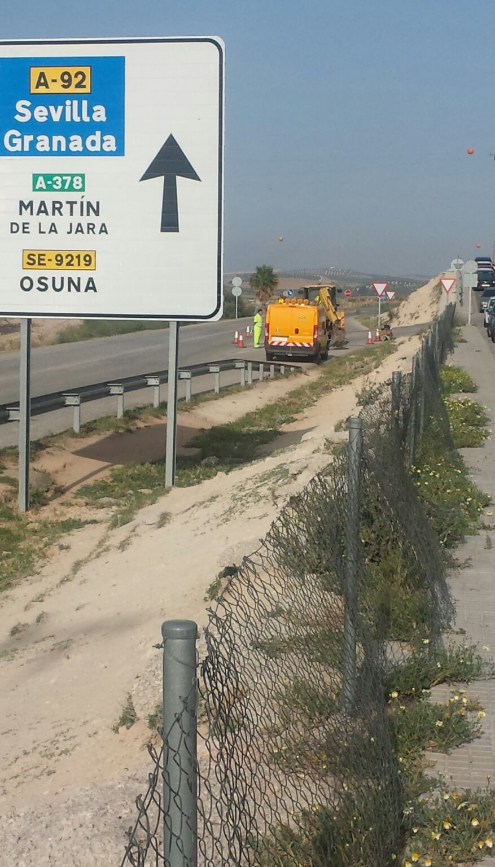 A-92
Sevilla
Granada
A-378
MARTÍN
DE LA JARA
SE-9219
OSUNA